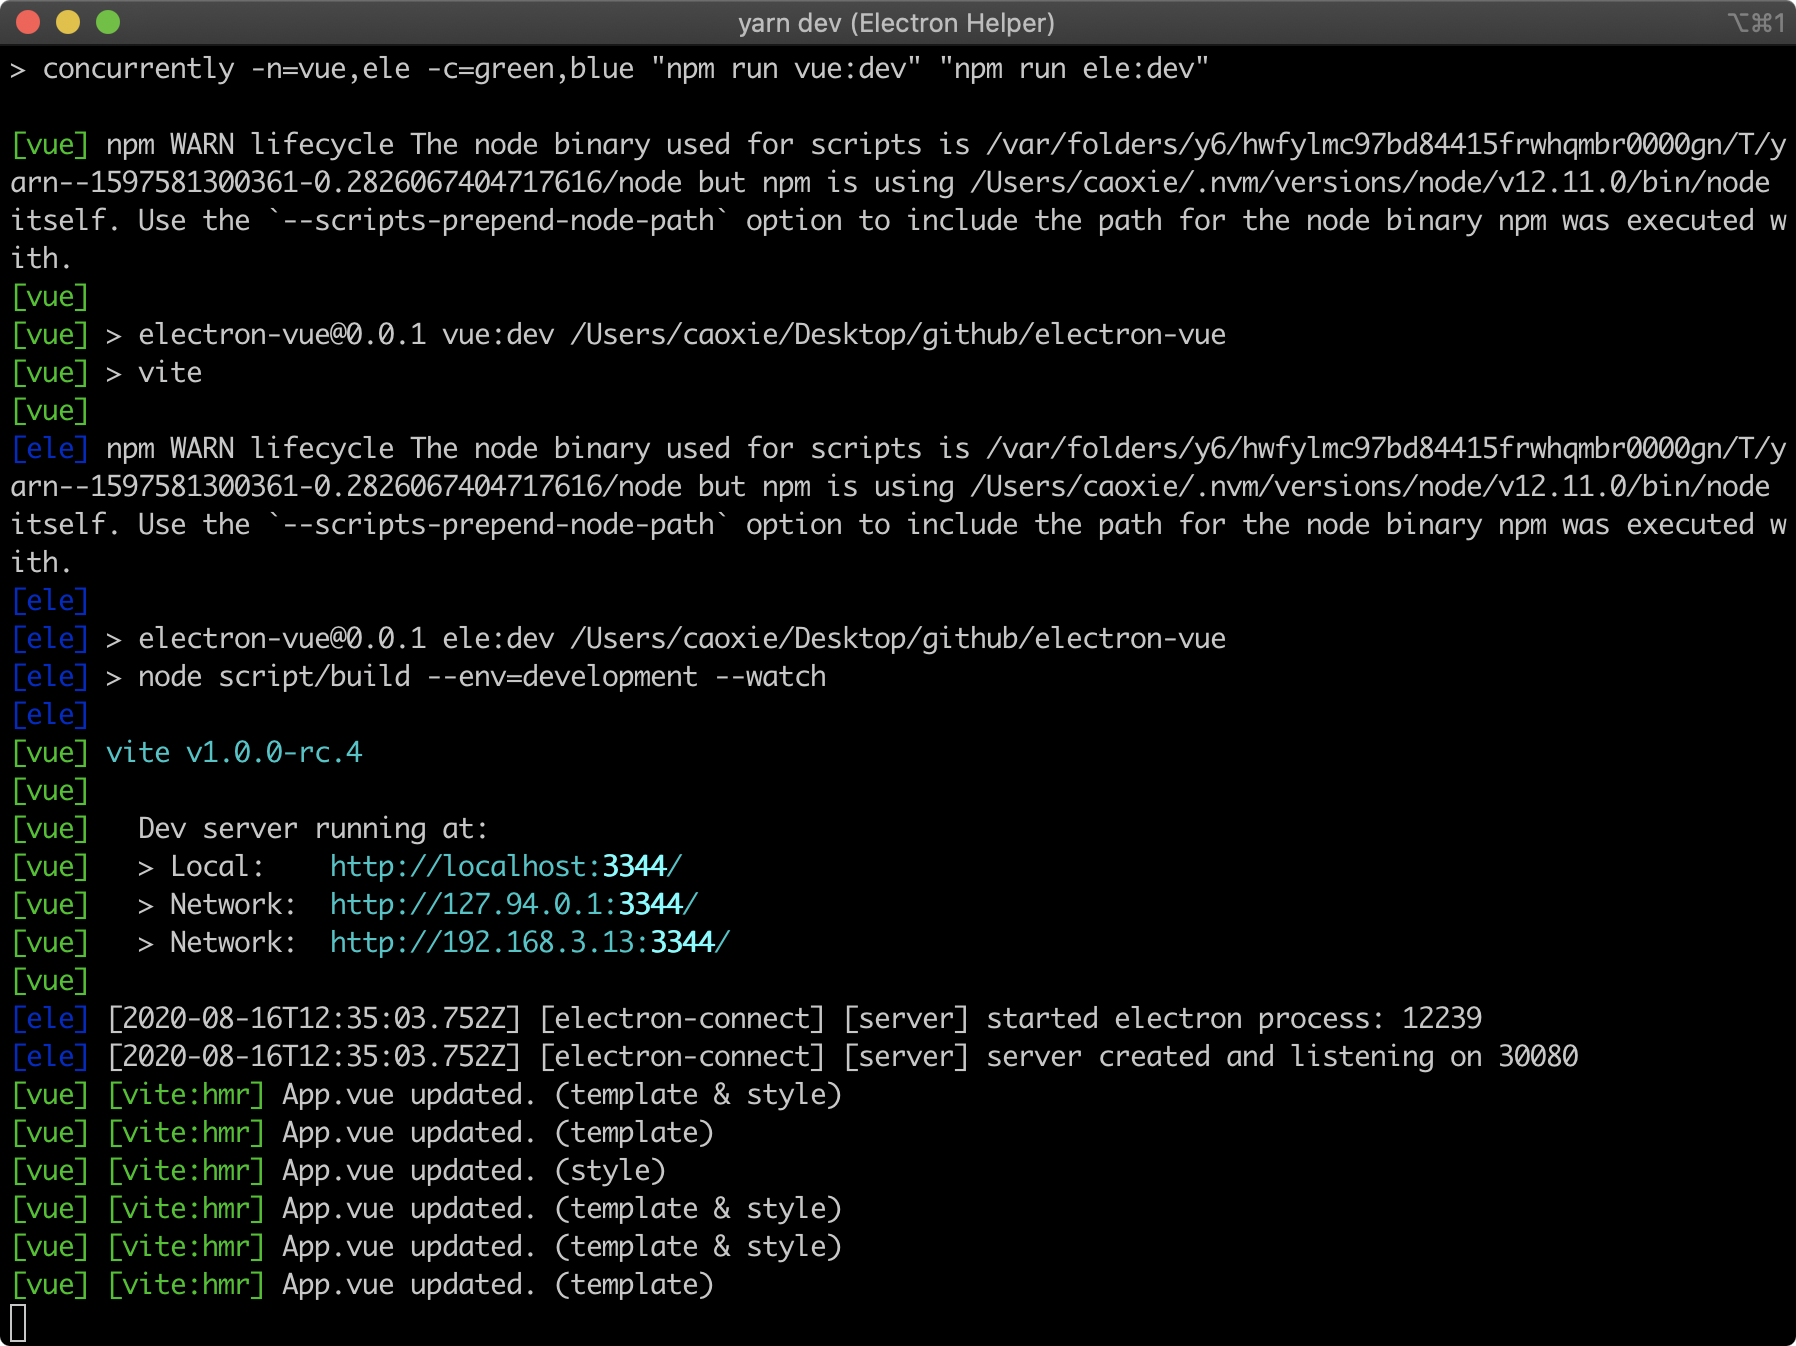 yarn dev (Electron Helper)
⌥⌘1
> concurrently -n=vue,ele -c=green,blue "npm run vue:dev" "npm run ele:dev"
[vue] npm WARN lifecycle The node binary used for scripts is /var/folders/y6/hwfylmc97bd84415frwhqmbr0000gn/T/y
arn--1597581300361-0.2826067404717616/node but npm is using /Users/caoxie/.nvm/versions/node/v12.11.0/bin/node
itself. Use the `--scripts-prepend-node-path` option to include the path for the node binary npm was executed w
ith.
[vue]
[vue] > electron-vue@0.0.1 vue:dev /Users/caoxie/Desktop/github/electron-vue
[vue] > vite
[vue]
[ele] npm WARN lifecycle The node binary used for scripts is /var/folders/y6/hwfylmc97bd84415frwhqmbr0000gn/T/y
arn--1597581300361-0.2826067404717616/node but npm is using /Users/caoxie/.nvm/versions/node/v12.11.0/bin/node
itself. Use the `--scripts-prepend-node-path` option to include the path for the node binary npm was executed w
ith.
[ele]
[ele] > electron-vue@0.0.1 ele:dev /Users/caoxie/Desktop/github/electron-vue
[ele] > node script/build --env=development --watch
[ele]
[vue] vite v1.0.0-rc.4
[vue]
[vue]   Dev server running at:
[vue]   > Local:    http://localhost:3344/
[vue]   > Network:  http://127.94.0.1:3344/
[vue]   > Network:  http://192.168.3.13:3344/
[vue]
[ele] [2020-08-16T12:35:03.752Z] [electron-connect] [server] started electron process: 12239
[ele] [2020-08-16T12:35:03.752Z] [electron-connect] [server] server created and listening on 30080
[vue] [vite:hmr] App.vue updated. (template & style)
[vue] [vite:hmr] App.vue updated. (template)
[vue] [vite:hmr] App.vue updated. (style)
[vue] [vite:hmr] App.vue updated. (template & style)
[vue] [vite:hmr] App.vue updated. (template & style)
[vue] [vite:hmr] App.vue updated. (template)